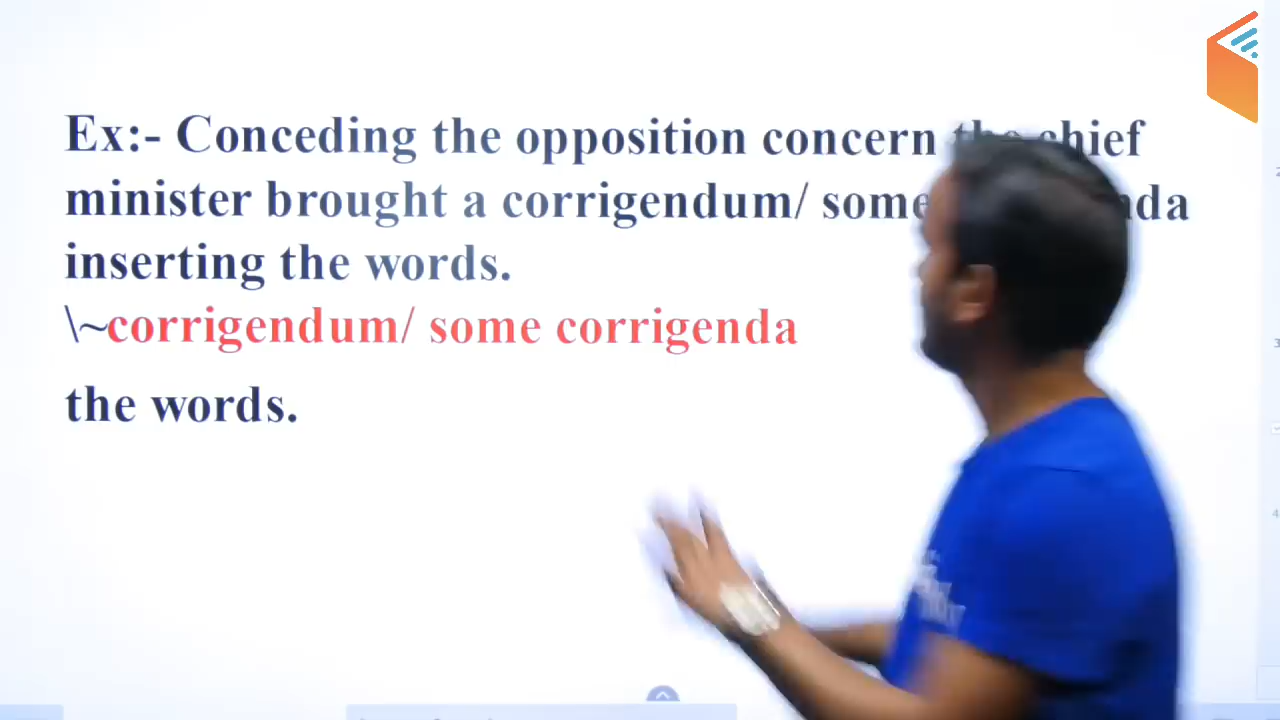 Ex:- Conceding the opposition concern the chief
minister brought a corrigendum/ some
inserting the words.
\~corrigendum/ some corrigenda
the words.